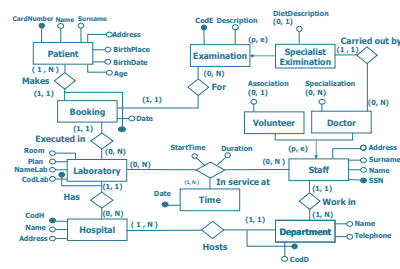 CardNumber Name Surname
Address
BirthPlace
BirthDate
Age
Patient
(1 , N)
Makes
(1, 1)
Booking
(1, 1)
Date
(1, 1)
Executed in
(0, N)
CodE Description
DietDescription
(0, 1)
Examination
(p, e)
Specialist
Eximination
(1 , 1)
Carried out by
(0, N)
For
Association
(0, 1)
Specialization
(0, N)
(0, N)
Volunteer
Doctor
(p, e)
Room
Plan
NameLab
CodLab
Laboratory
(0, N)
StartTime
Duration
(1, N)
In service at
(0, N)
Staff
Address
Surname
Name
SSN
Date
Time
(1, 1)
Has
(0, N)
(1, 1)
Work in
(1, N)
CodH
Name
Address
Hospital
(1 , N)
Hosts
(1, 1)
Department
Name
Telephone
CodD